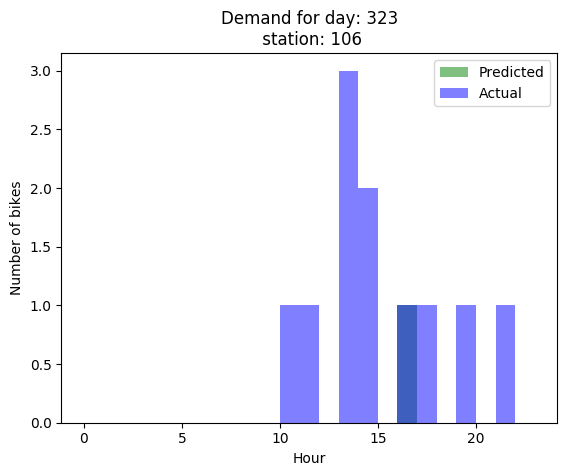 Demand for day: 323
station: 106
Predicted
Actual
3.0
2.5
2.0
1.5
1.0
0.5
0.0
Number of bikes
0
5
10
15
20
Hour